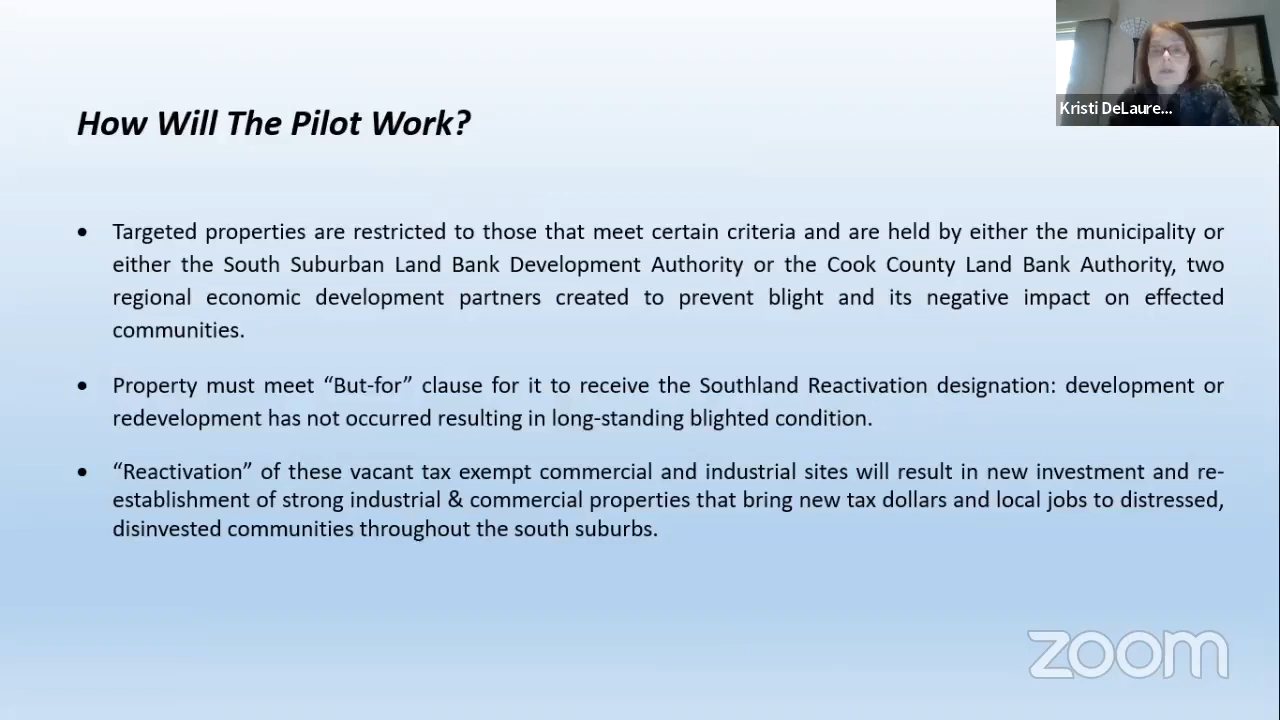 Kristi DeLaure...
How Will The Pilot Work?
• Targeted properties are restricted to those that meet certain criteria and are held by either the municipality or
either the South Suburban Land Bank Development Authority or the Cook County Land Bank Authority, two
regional economic development partners created to prevent blight and its negative impact on effected
communities.
• Property must meet “But-for” clause for it to receive the Southland Reactivation designation: development or
redevelopment has not occurred resulting in long-standing blighted condition.
• “Reactivation” of these vacant tax exempt commercial and industrial sites will result in new investment and re-
establishment of strong industrial & commercial properties that bring new tax dollars and local jobs to distressed,
disinvested communities throughout the south suburbs.
zoom